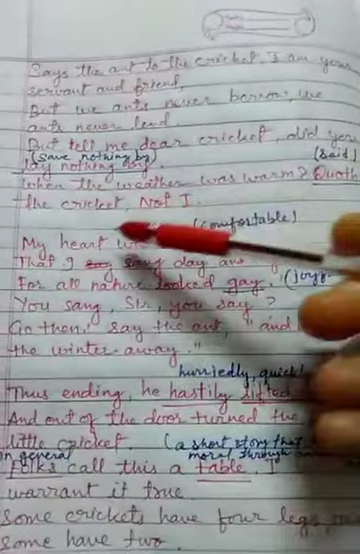 Says the ant to the cricket, I am your
servant and friend,
But we ants never borrow, we
ants never lend
But tell me dear cricket, did you
(save nothing by) (said)
lay nothing by
When the weather was warm? Quoth
the cricket Not I.
(comfortable)
My heart
That I sang day
For all nature looked gay. (joy
You sang, Sir, you say?
Go then," say the ant, "and
the winter away."
hurriedly,
Thus ending, he hastily lifted
And out of the door turned the
little cricket (a short story that
in general moral through
Folks call this a fable. I
warrant it true
Some crickets have four legs,
some have two.